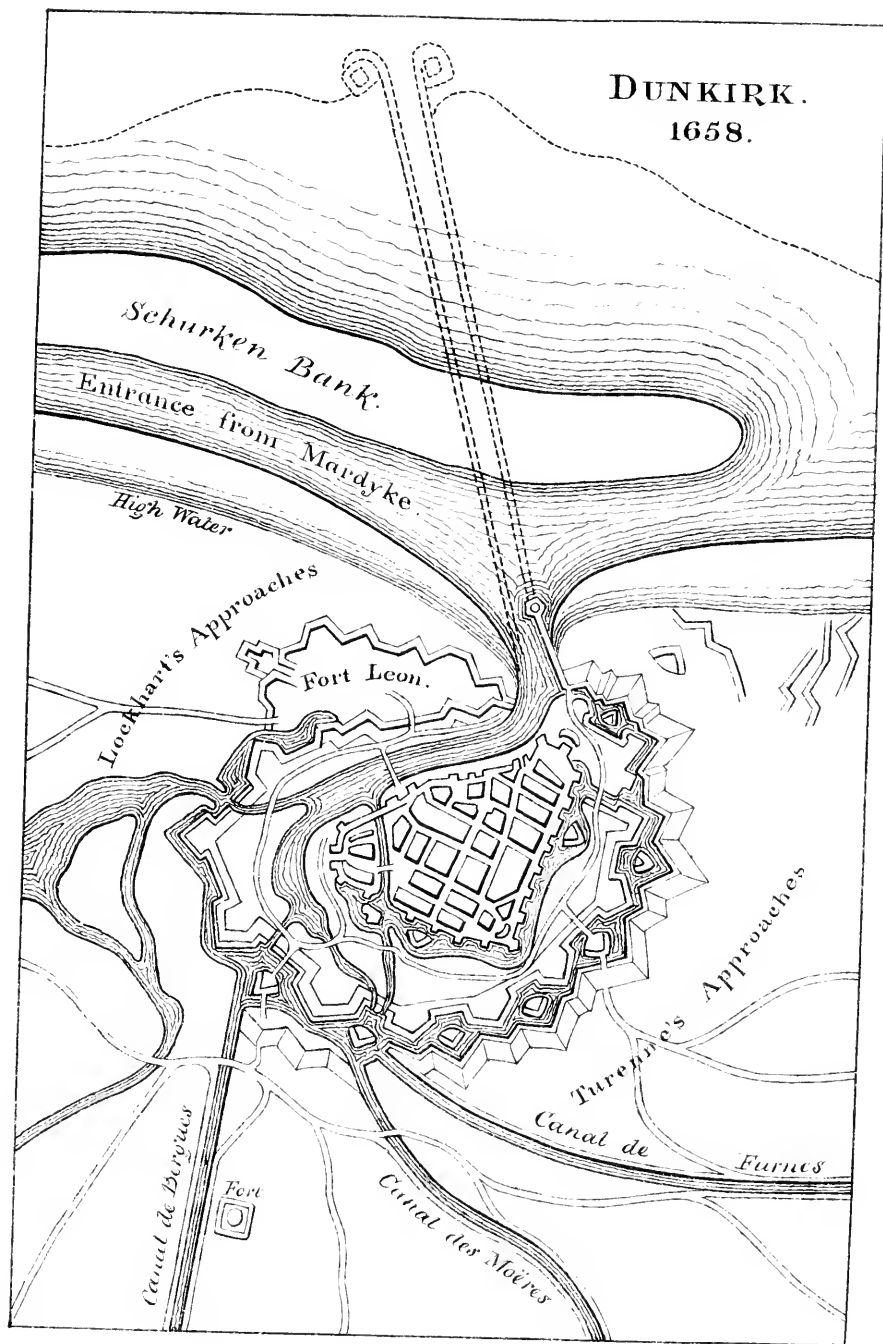 DUNKIRK.
1658.
Schurken Bank.
Entrance from Mardyke.
High Water
Lockhart's Approaches
Fort Leon.
Turenne's Approaches
Canal de Furnes
Canal de Bergues
Fort
Canal des Moëres